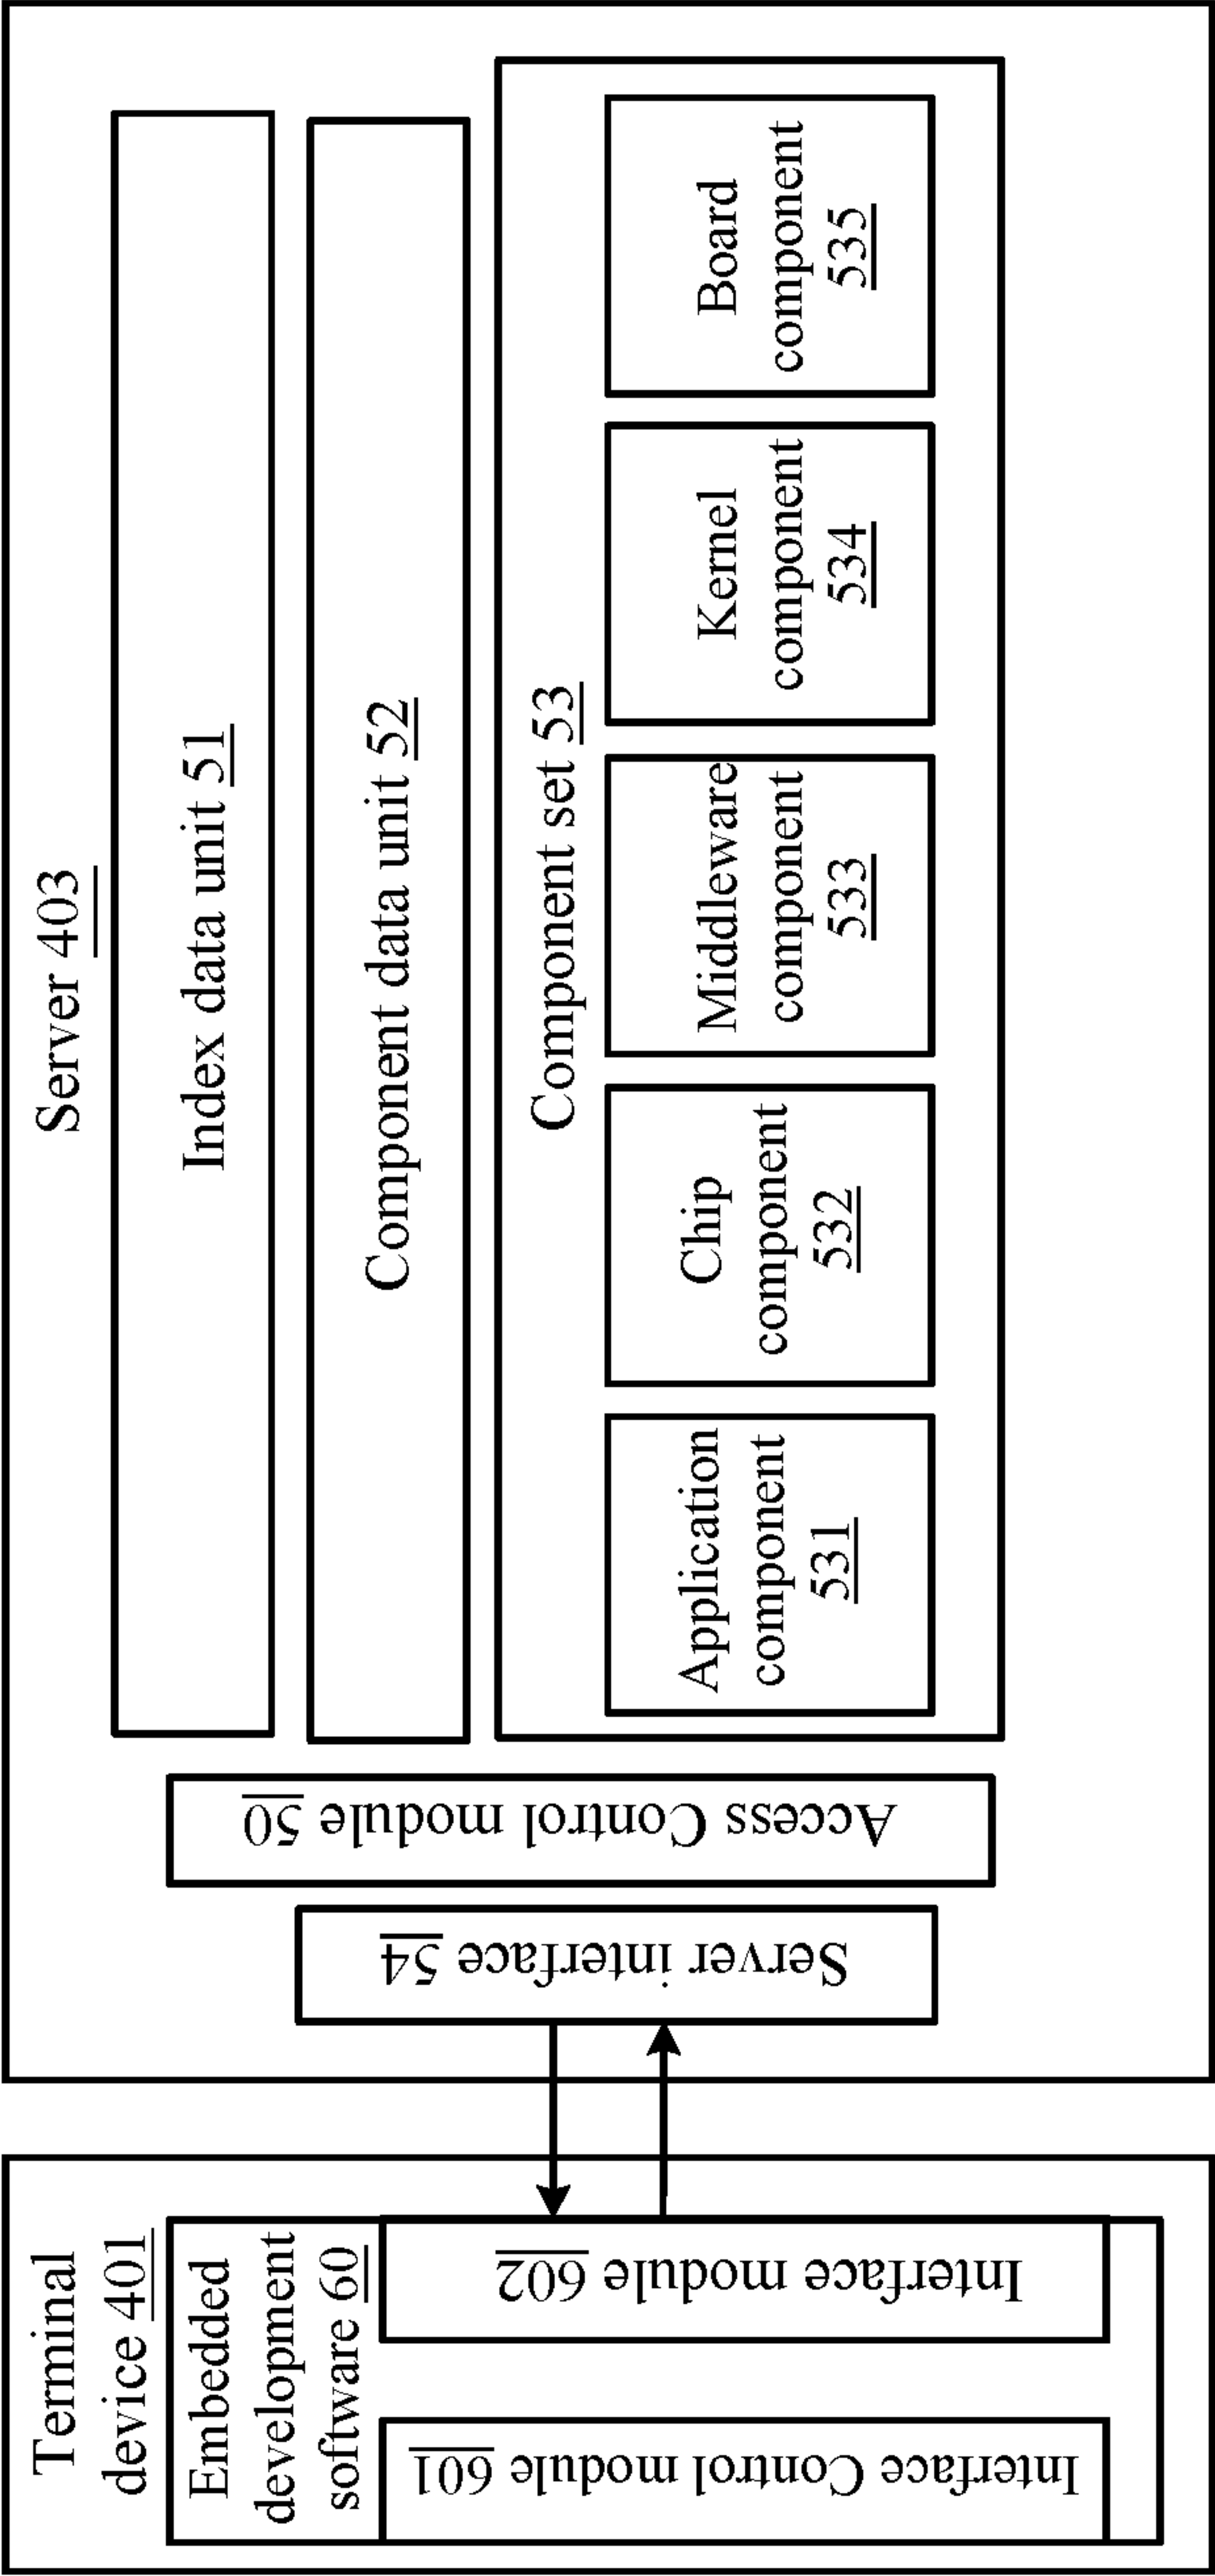 Terminal
device 401
Embedded
development
software 60
Interface Control module 601
Interface module 602
Server 403
Server interface 54
Access Control module 50
Index data unit 51
Component data unit 52
Component set 53
Application
component
531
Chip
component
532
Middleware
component
533
Kernel
component
534
Board
component
535